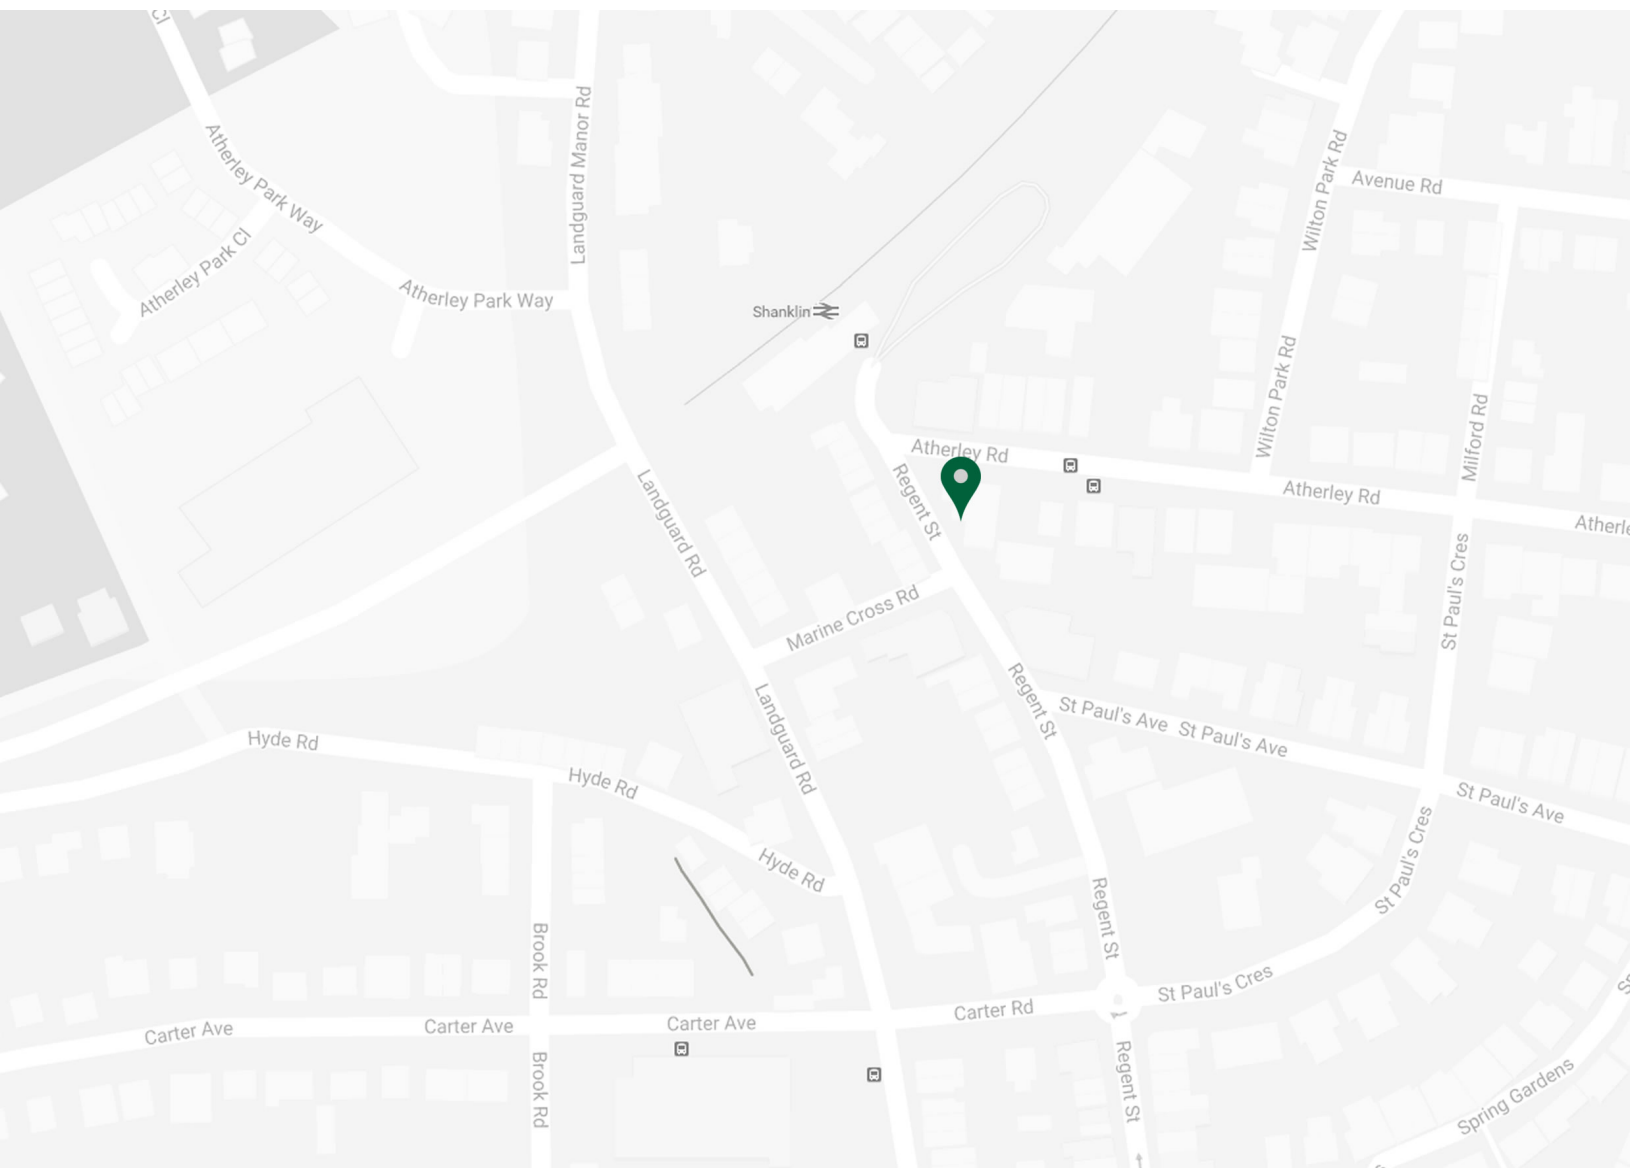 Cl
Landguard Manor Rd
Atherley Park Way
Wilton Park Rd
Avenue Rd
Atherley Park Cl
Atherley Park Way
Shanklin
Wilton Park Rd
Milford Rd
Atherley Rd
Regent St
Atherley Rd
Atherle
Landguard Rd
St Paul's Cres
Marine Cross Rd
Regent St
St Paul's Ave
St Paul's Ave
Landguard Rd
Hyde Rd
Hyde Rd
St Paul's Ave
St Paul's Cres
Hyde Rd
Regent St
Brook Rd
St Paul's Cres
Carter Rd
Carter Ave
Carter Ave
Carter Ave
Brook Rd
Regent St
Spring Gardens